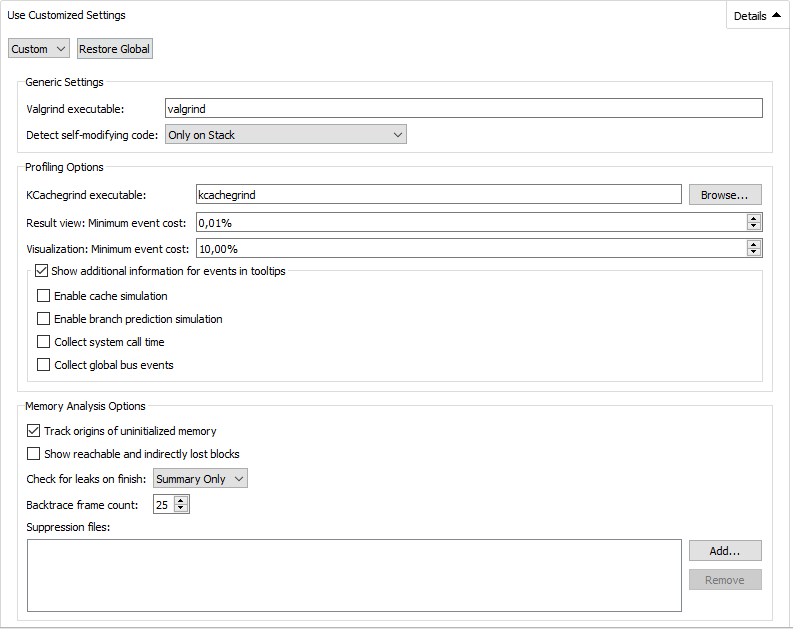 Use Customized Settings
Details
Custom
Restore Global
Generic Settings
Valgrind executable:
valgrind
Detect self-modifying code:
Only on Stack
Profiling Options
KCachegrind executable:
kcachegrind
Browse...
Result view: Minimum event cost:
0,01%
Visualization: Minimum event cost:
10,00%
Show additional information for events in tooltips
Enable cache simulation
Enable branch prediction simulation
Collect system call time
Collect global bus events
Memory Analysis Options
Track origins of uninitialized memory
Show reachable and indirectly lost blocks
Check for leaks on finish:
Summary Only
Backtrace frame count:
25
Suppression files:
Add...
Remove